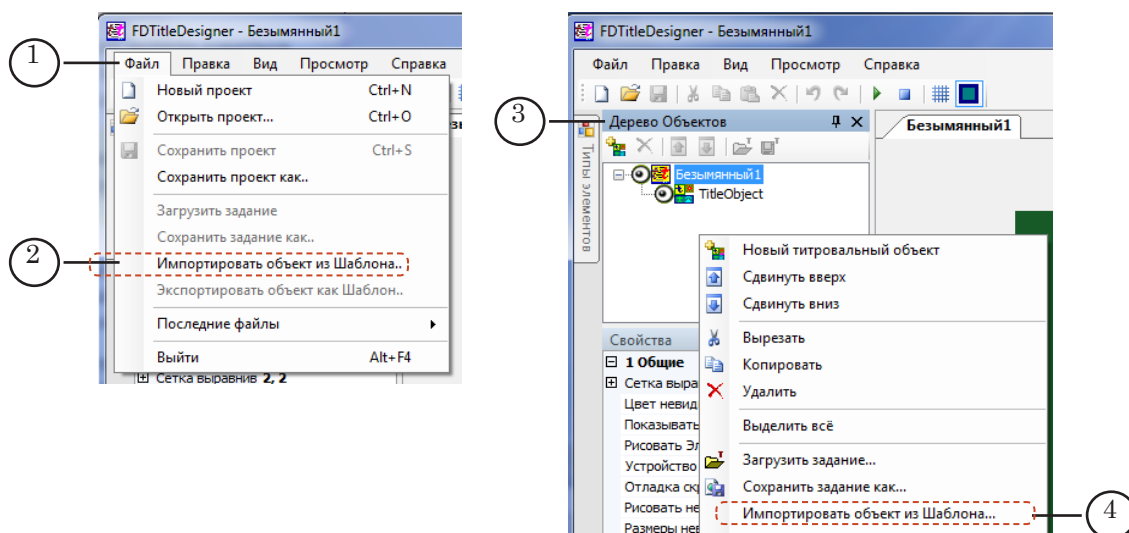 FDTitleDesigner - Безымянный1
1
Файл Правка Вид Просмотр Справка
Новый проект Ctrl+N
Открыть проект... Ctrl+O
Сохранить проект Ctrl+S
Сохранить проект как..
Загрузить задание
Сохранить задание как..
2
Импортировать объект из Шаблона..
Экспортировать объект как Шаблон..
Последние файлы
Выйти Alt+F4
Сетка выравнив 2, 2
FDTitleDesigner - Безымянный1
Файл Правка Вид Просмотр Справка
3
Дерево Объектов
Безымянный1
Типы элементов
Безымянный1
TitleObject
Новый титровальный объект
Сдвинуть вверх
Сдвинуть вниз
Вырезать
Копировать
Удалить
Выделить всё
Загрузить задание...
Сохранить задание как...
Импортировать объект из Шаблона...
4
Свойства
1 Общие
Сетка выра
Цвет невид
Показывать
Рисовать Эл
Устройство
Отладка ск
Рисовать не
Размеры нев